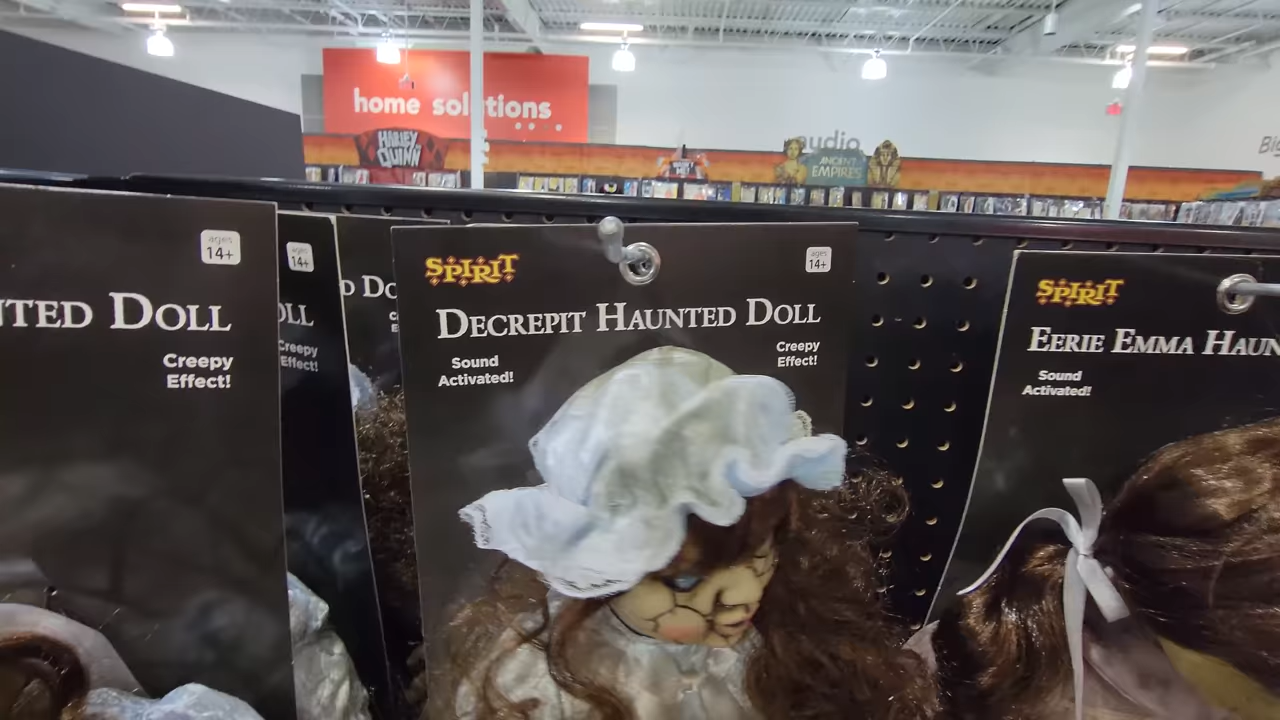 home solutions
HARLEY
QUINN
audio
ANCIENT
EMPIRES
ages
14+
NTED DOLL
Creepy
Effect!
ages
14+
OLL
Creepy
Effect!
D DO
SPIRIT
ages
14+
DECREPIT HAUNTED DOLL
Sound
Activated!
Creepy
Effect!
SPIRIT
EERIE EMMA HAUN
Sound
Activated!